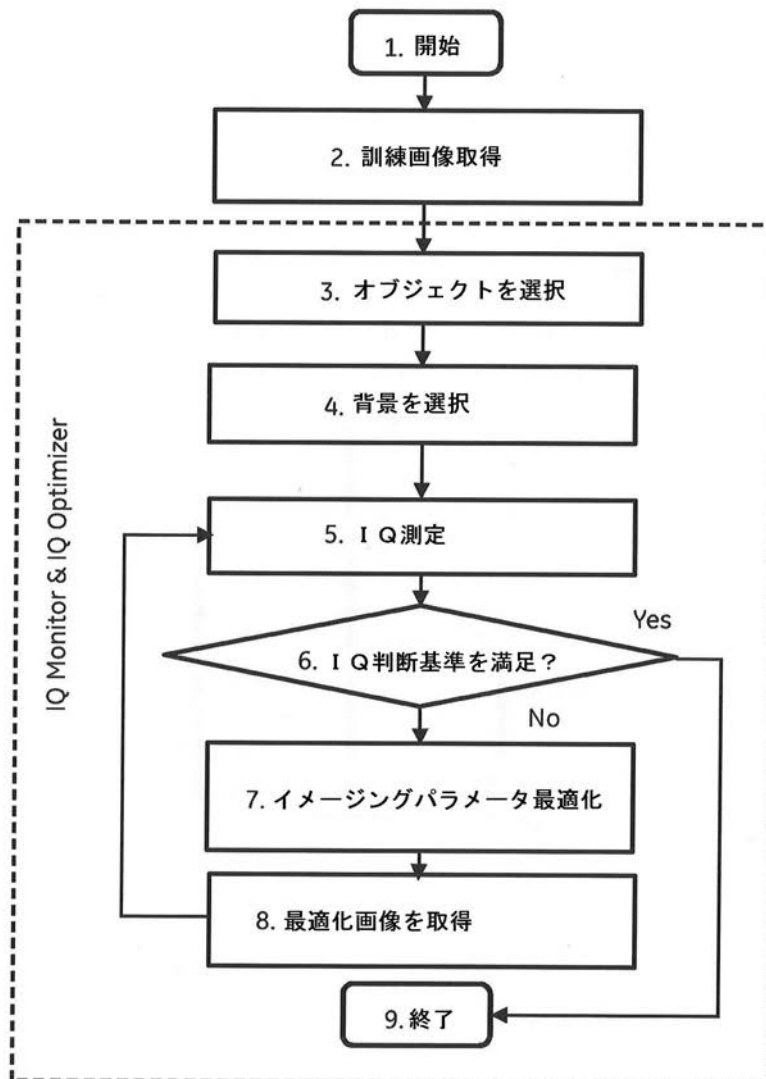 1. 開始
2. 訓練画像取得
3. オブジェクトを選択
4. 背景を選択
5. ＩＱ測定
6. ＩＱ判断基準を満足？
Yes
No
7. イメージングパラメータ最適化
8. 最適化画像を取得
9. 終了
IQ Monitor & IQ Optimizer